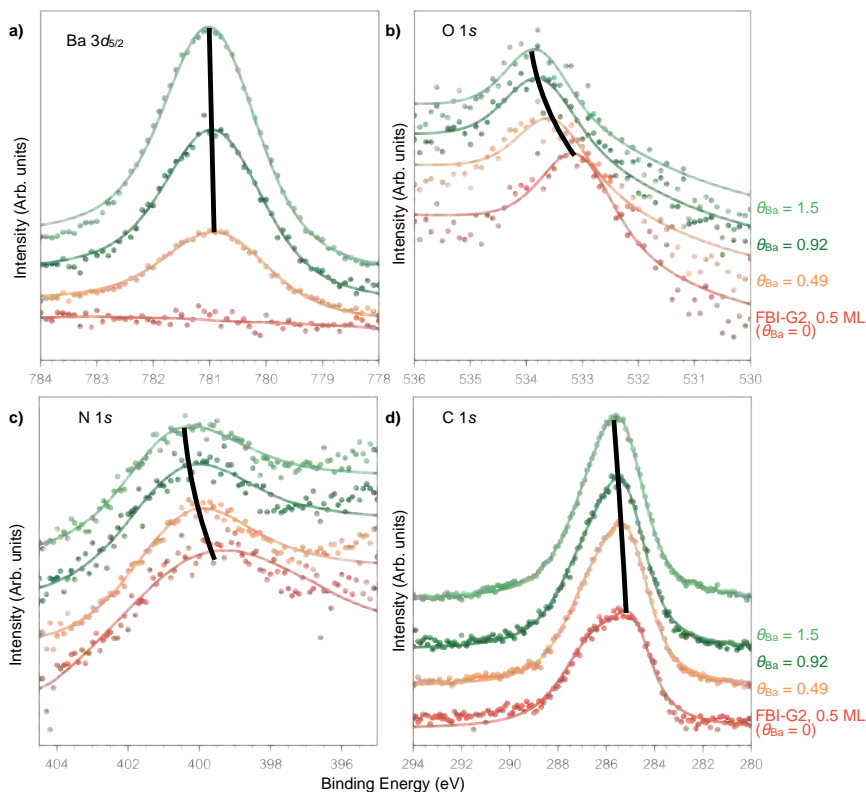 a)
Ba 3d5/2
Intensity (Arb. units)
784 783 782 781 780 779 778
b)
O 1s
Intensity (Arb. units)
536 535 534 533 532 531 530
θBa = 1.5
θBa = 0.92
θBa = 0.49
FBI-G2, 0.5 ML
(θBa = 0)
c)
N 1s
Intensity (Arb. units)
404 402 400 398 396
d)
C 1s
Intensity (Arb. units)
294 292 290 288 286 284 282 280
θBa = 1.5
θBa = 0.92
θBa = 0.49
FBI-G2, 0.5 ML
(θBa = 0)
Binding Energy (eV)